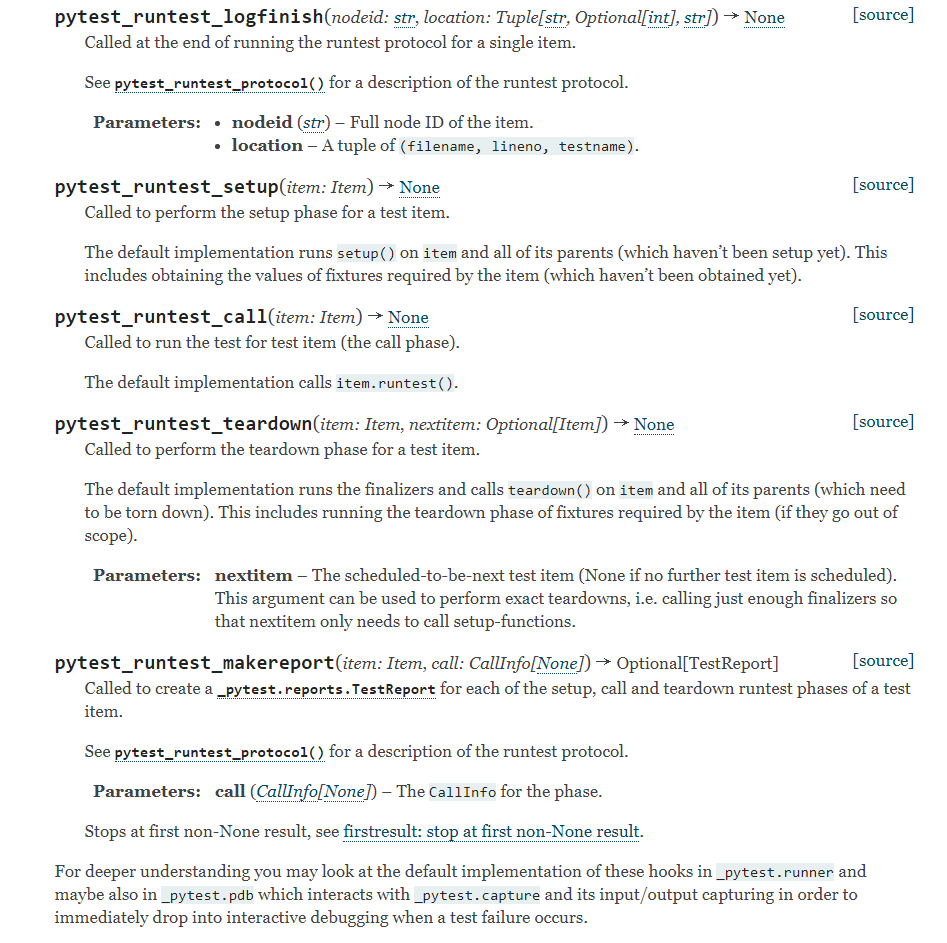 pytest_runtest_logfinish(nodeid: str, location: Tuple[str, Optional[int], str]) → None [source]
Called at the end of running the runtest protocol for a single item.
See pytest_runtest_protocol() for a description of the runtest protocol.
Parameters: • nodeid (str) – Full node ID of the item.
• location – A tuple of (filename, lineno, testname).
pytest_runtest_setup(item: Item) → None [source]
Called to perform the setup phase for a test item.
The default implementation runs setup() on item and all of its parents (which haven’t been setup yet). This
includes obtaining the values of fixtures required by the item (which haven’t been obtained yet).
pytest_runtest_call(item: Item) → None [source]
Called to run the test for test item (the call phase).
The default implementation calls item.runtest().
pytest_runtest_teardown(item: Item, nextitem: Optional[Item]) → None [source]
Called to perform the teardown phase for a test item.
The default implementation runs the finalizers and calls teardown() on item and all of its parents (which need
to be torn down). This includes running the teardown phase of fixtures required by the item (if they go out of
scope).
Parameters: nextitem – The scheduled-to-be-next test item (None if no further test item is scheduled).
This argument can be used to perform exact teardowns, i.e. calling just enough finalizers so
that nextitem only needs to call setup-functions.
pytest_runtest_makereport(item: Item, call: CallInfo[None]) → Optional[TestReport] [source]
Called to create a _pytest.reports.TestReport for each of the setup, call and teardown runtest phases of a test
item.
See pytest_runtest_protocol() for a description of the runtest protocol.
Parameters: call (CallInfo[None]) – The CallInfo for the phase.
Stops at first non-None result, see firstresult: stop at first non-None result.
For deeper understanding you may look at the default implementation of these hooks in _pytest.runner and
maybe also in _pytest.pdb which interacts with _pytest.capture and its input/output capturing in order to
immediately drop into interactive debugging when a test failure occurs.